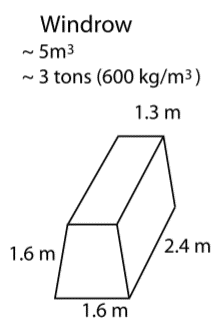 Windrow
~ 5m³
~ 3 tons (600 kg/m³)
1.3 m
1.6 m
2.4 m
1.6 m